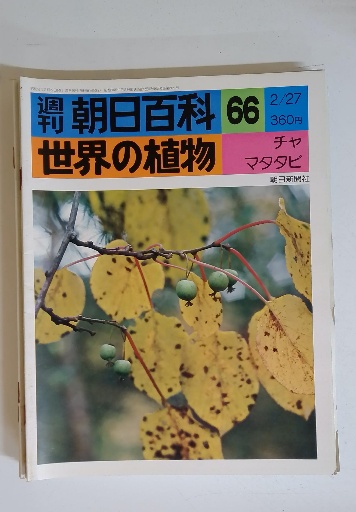 週刊 朝日百科 66 2/27
360円
世界の植物 チャ
マタタビ
朝日新聞社